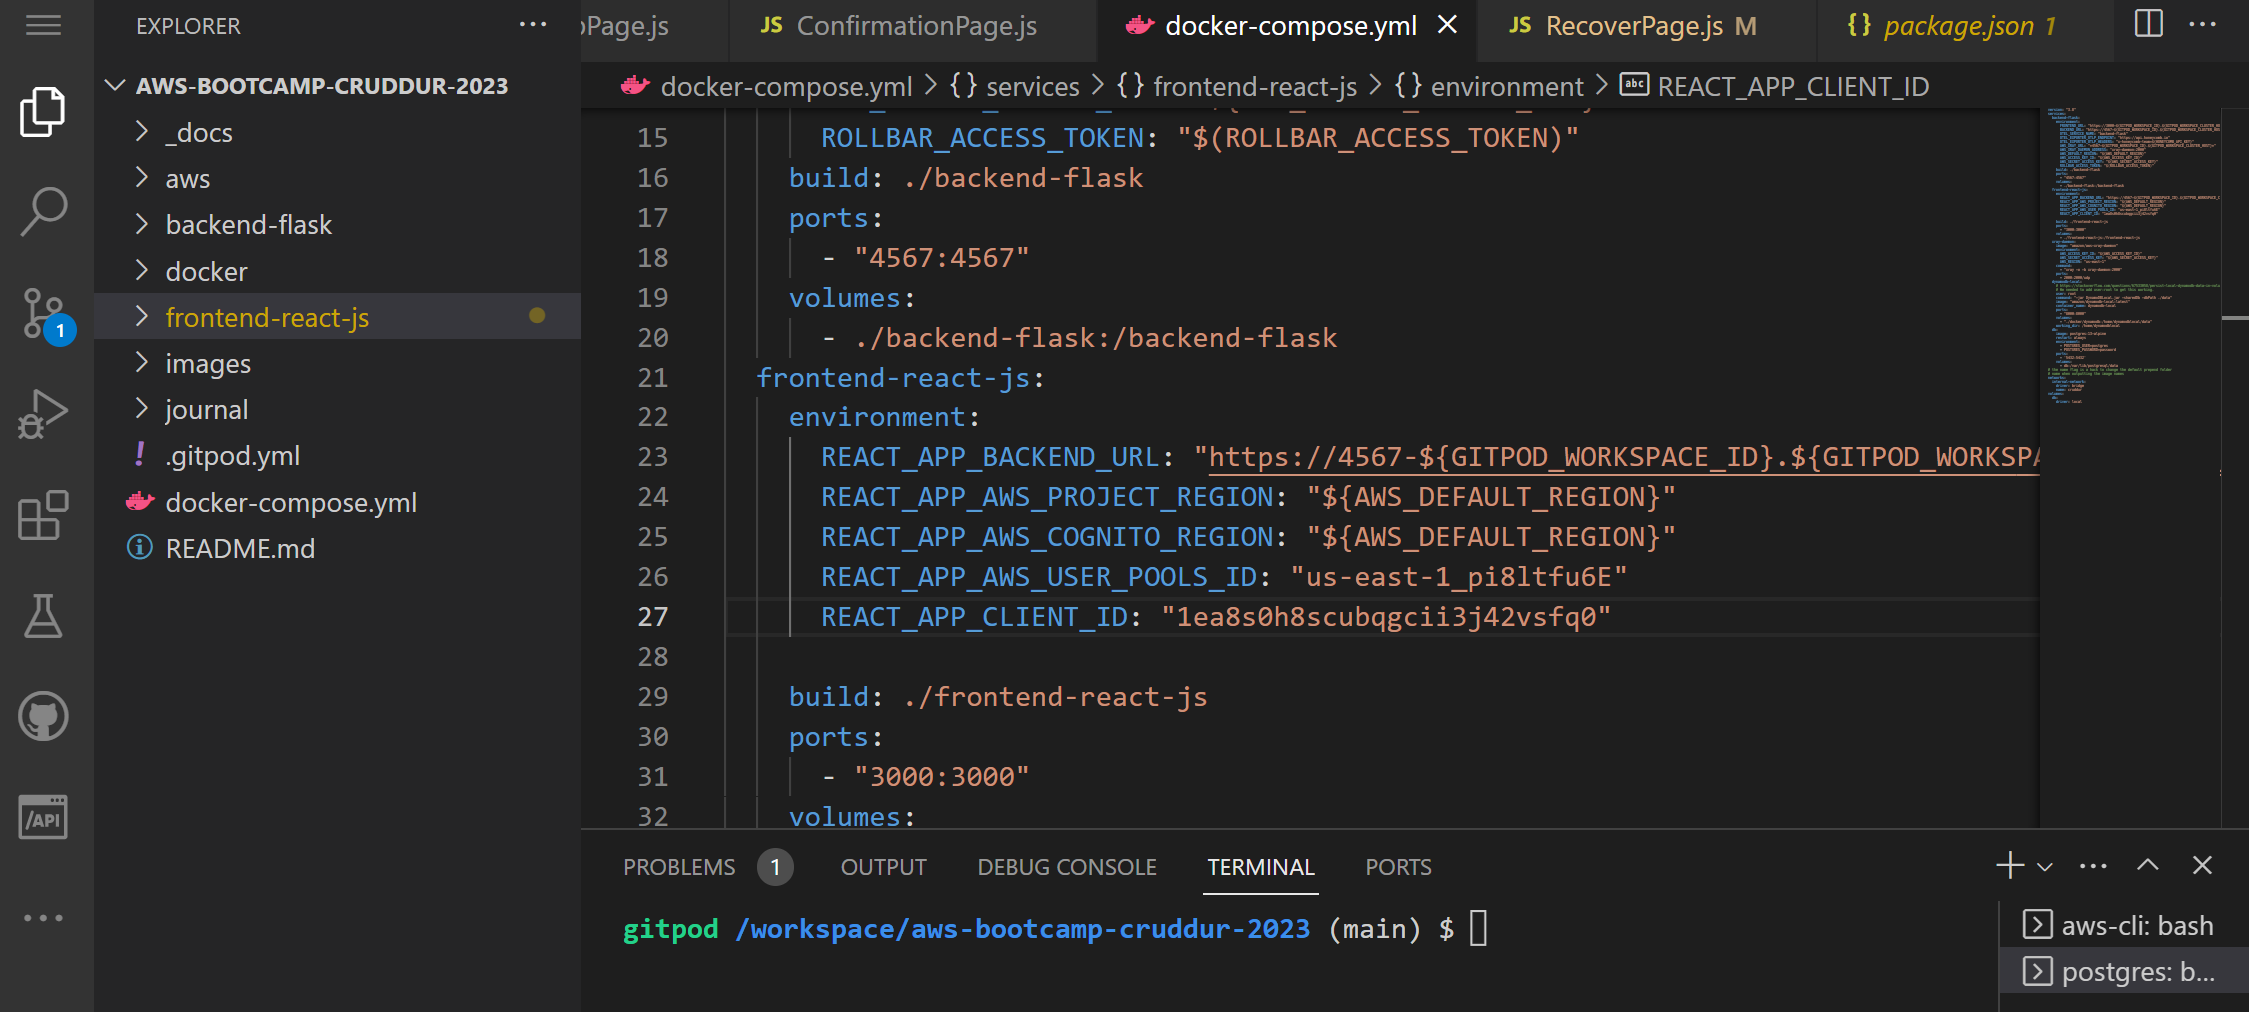 EXPLORER
AWS-BOOTCAMP-CRUDDUR-2023
_docs
aws
backend-flask
docker
frontend-react-js
images
journal
! .gitpod.yml
docker-compose.yml
README.md
1
/API
Page.js
JS ConfirmationPage.js
docker-compose.yml
JS RecoverPage.js M
{} package.json 1
docker-compose.yml > {} services > {} frontend-react-js > {} environment > abc REACT_APP_CLIENT_ID
15 ROLLBAR_ACCESS_TOKEN: "$(ROLLBAR_ACCESS_TOKEN)"
16 build: ./backend-flask
17 ports:
18 - "4567:4567"
19 volumes:
20 - ./backend-flask:/backend-flask
21 frontend-react-js:
22 environment:
23 REACT_APP_BACKEND_URL: "https://4567-${GITPOD_WORKSPACE_ID}.${GITPOD_WORKSPA
24 REACT_APP_AWS_PROJECT_REGION: "${AWS_DEFAULT_REGION}"
25 REACT_APP_AWS_COGNITO_REGION: "${AWS_DEFAULT_REGION}"
26 REACT_APP_AWS_USER_POOLS_ID: "us-east-1_pi8ltfu6E"
27 REACT_APP_CLIENT_ID: "1ea8s0h8scubqgcii3j42vsfq0"
28
29 build: ./frontend-react-js
30 ports:
31 - "3000:3000"
32 volumes:
PROBLEMS 1 OUTPUT DEBUG CONSOLE TERMINAL PORTS
gitpod /workspace/aws-bootcamp-cruddur-2023 (main) $
aws-cli: bash
postgres: b...